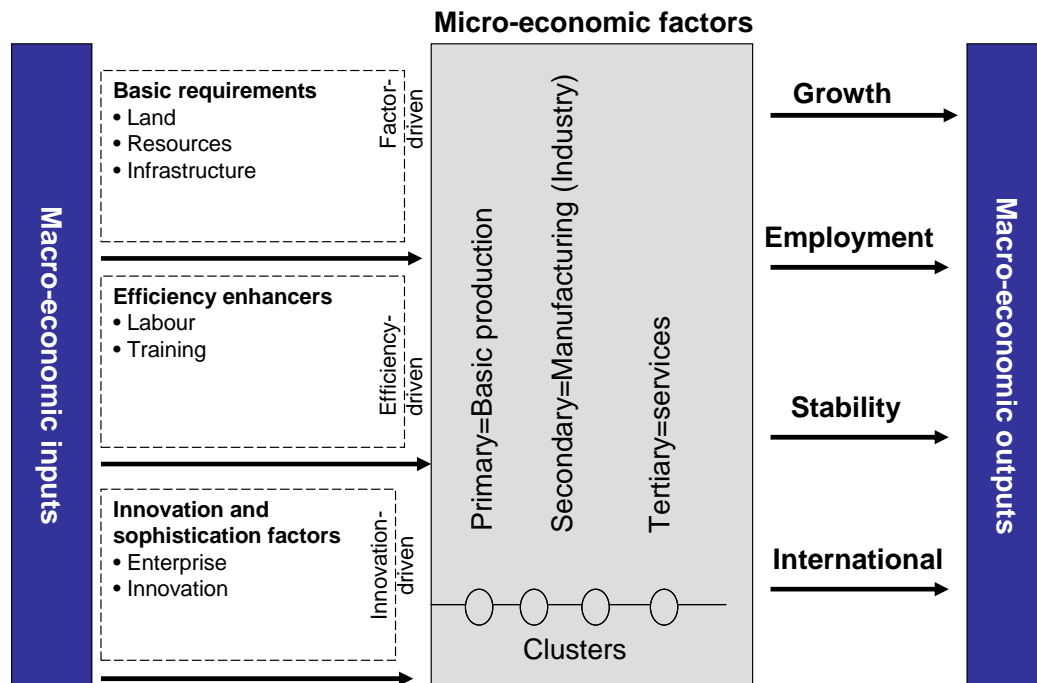 Micro-economic factors
Macro-economic inputs
Basic requirements
• Land
• Resources
• Infrastructure
Factor-
driven
Efficiency enhancers
• Labour
• Training
Efficiency-
driven
Innovation and
sophistication factors
• Enterprise
• Innovation
Innovation-
driven
Primary=Basic production
Secondary=Manufacturing (Industry)
Tertiary=services
Clusters
Growth
Employment
Stability
International
Macro-economic outputs